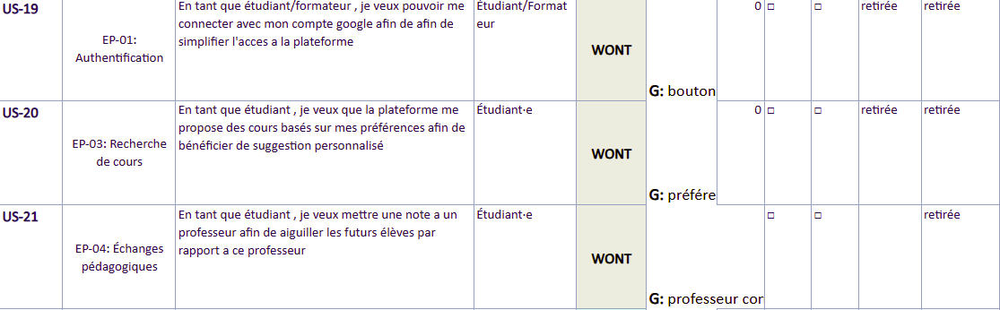 US-19
EP-01:
Authentification
En tant que étudiant/formateur , je veux pouvoir me
connecter avec mon compte google afin de afin de
simplifier l'acces a la plateforme
Étudiant/Format
eur
WONT
G: bouton
0
□
□
retirée
retirée
US-20
EP-03: Recherche
de cours
En tant que étudiant , je veux que la plateforme me
propose des cours basés sur mes préférences afin de
bénéficier de suggestion personnalisé
Étudiant·e
WONT
G: préfére
0
□
□
retirée
retirée
US-21
EP-04: Échanges
pédagogiques
En tant que étudiant , je veux mettre une note a un
professeur afin de aiguiller les futurs élèves par
rapport a ce professeur
Étudiant·e
WONT
G: professeur cor
□
□
retirée